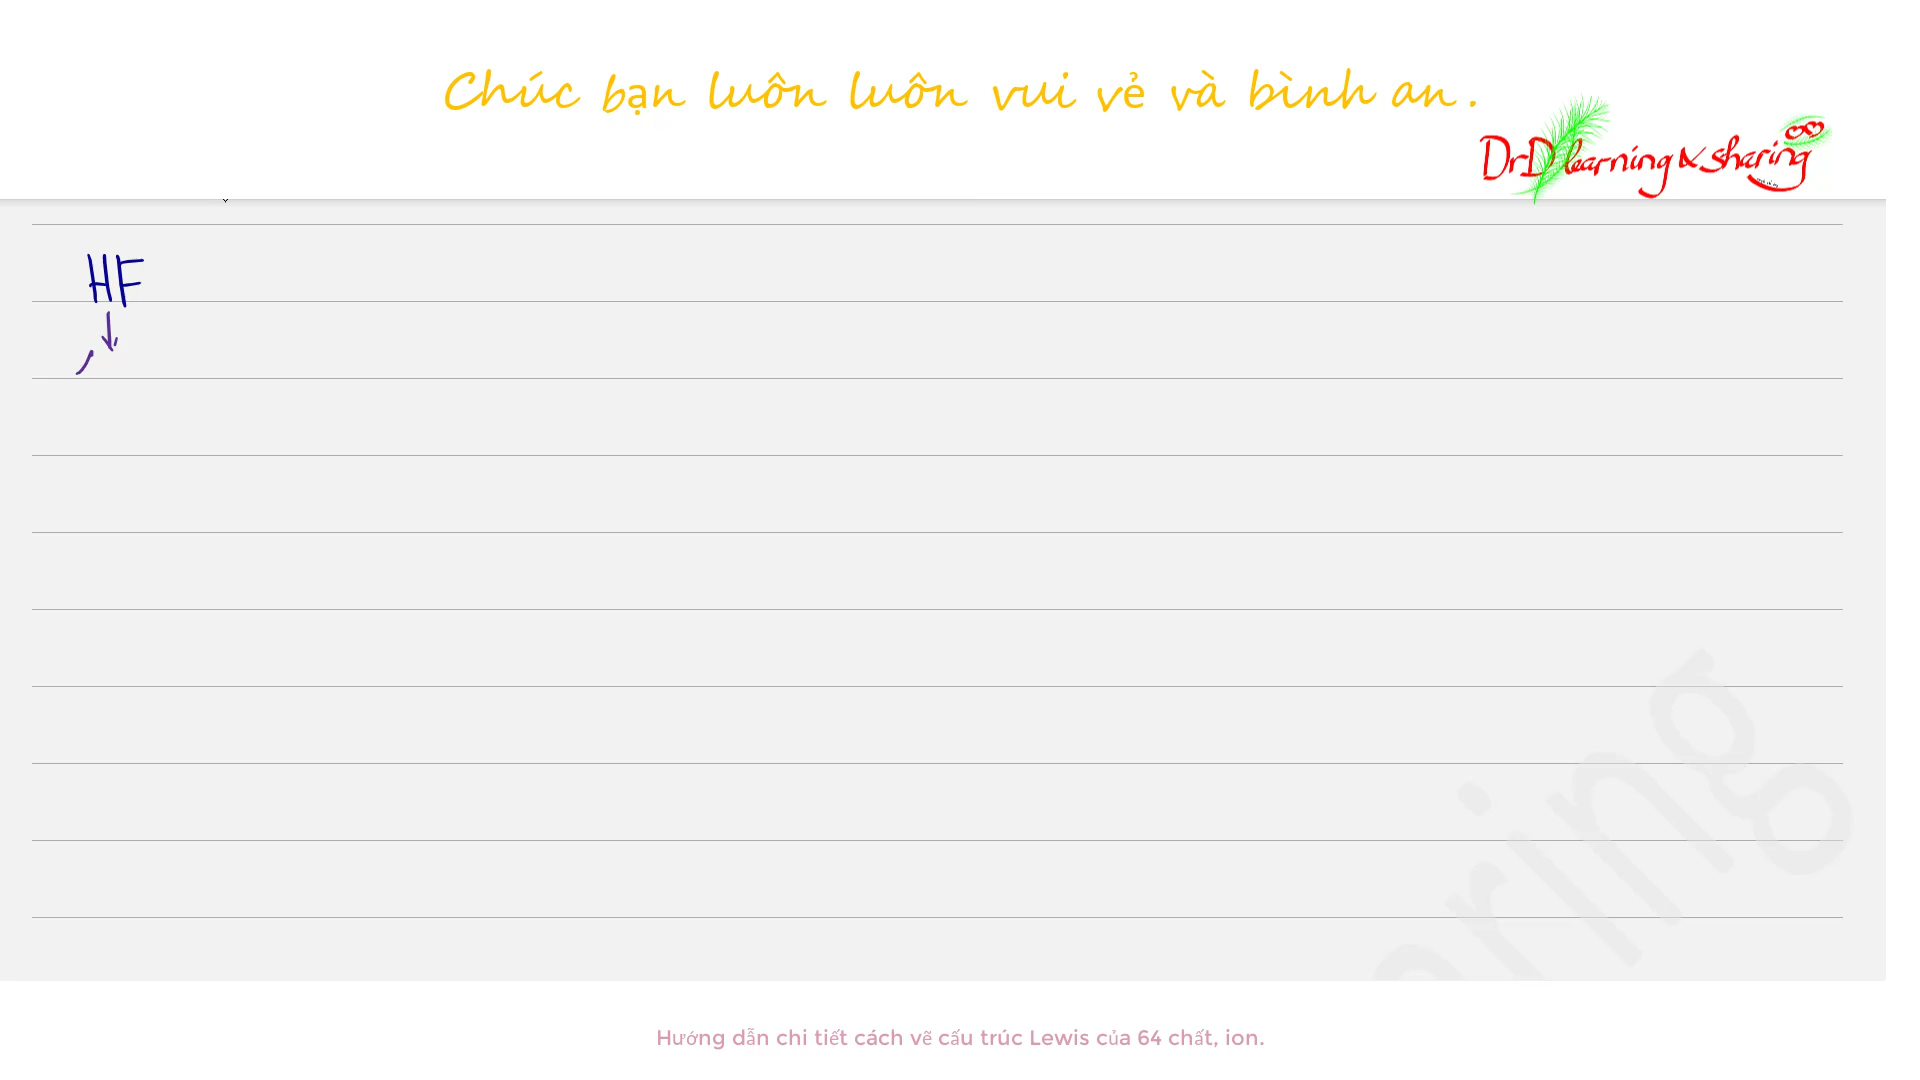 Chúc bạn luôn luôn vui vẻ và bình an.
DrD learning & sharing
HF
ring
Hướng dẫn chi tiết cách vẽ cấu trúc Lewis của 64 chất, ion.